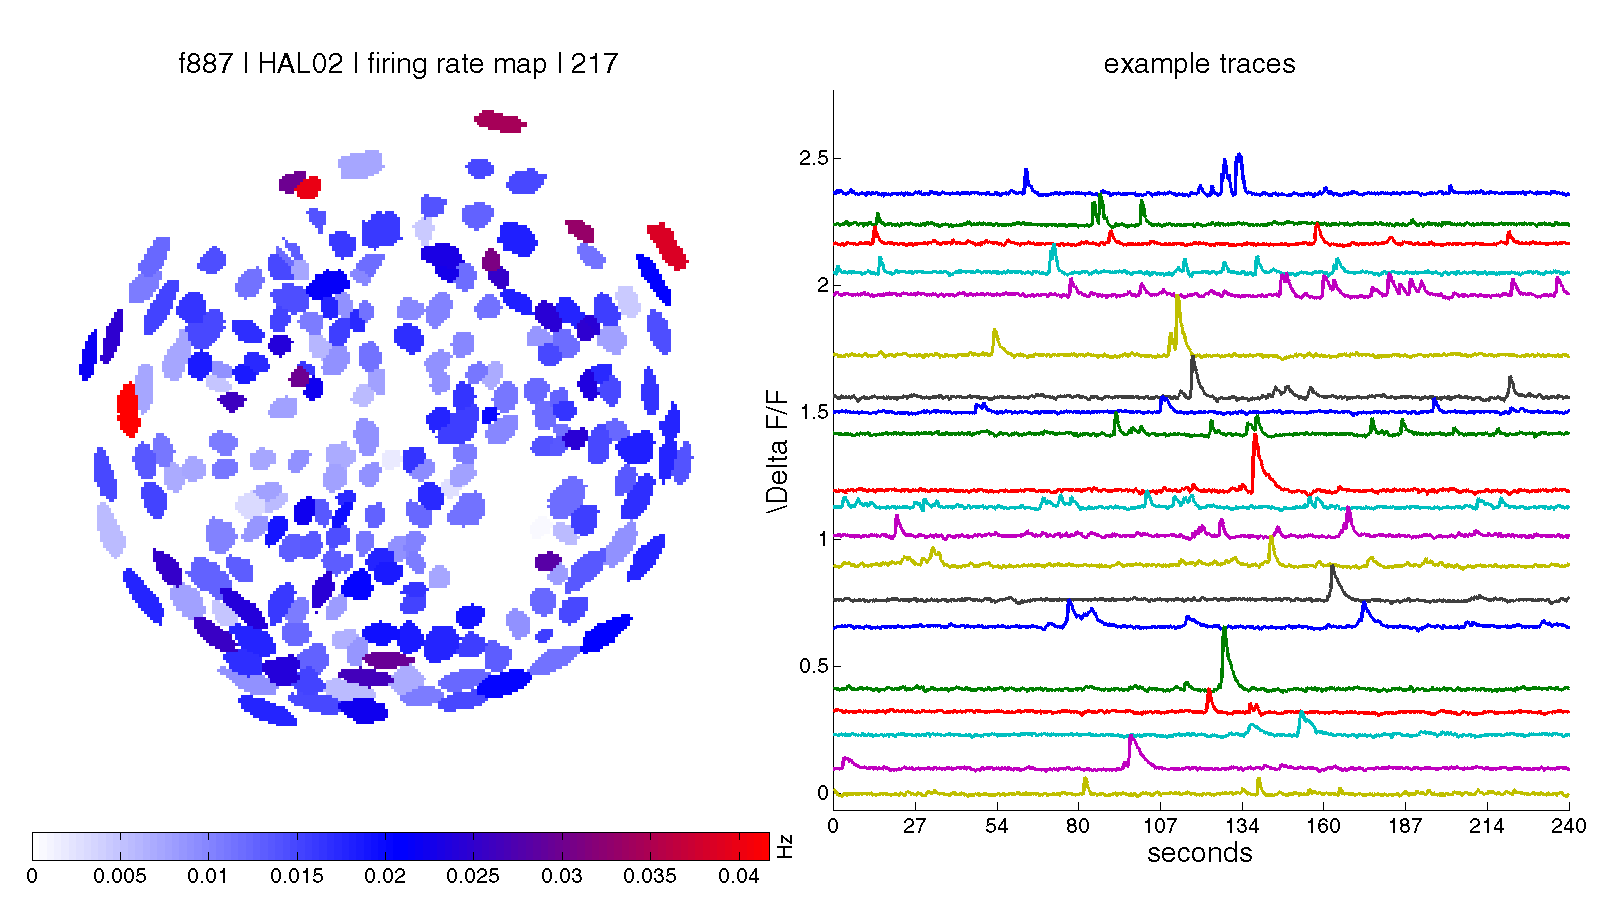 f887 | HAL02 | firing rate map | 217
0 0.005 0.01 0.015 0.02 0.025 0.03 0.035 0.04
Hz
example traces
\Delta F/F
2.5
2
1.5
1
0.5
0
0 27 54 80 107 134 160 187 214 240
seconds